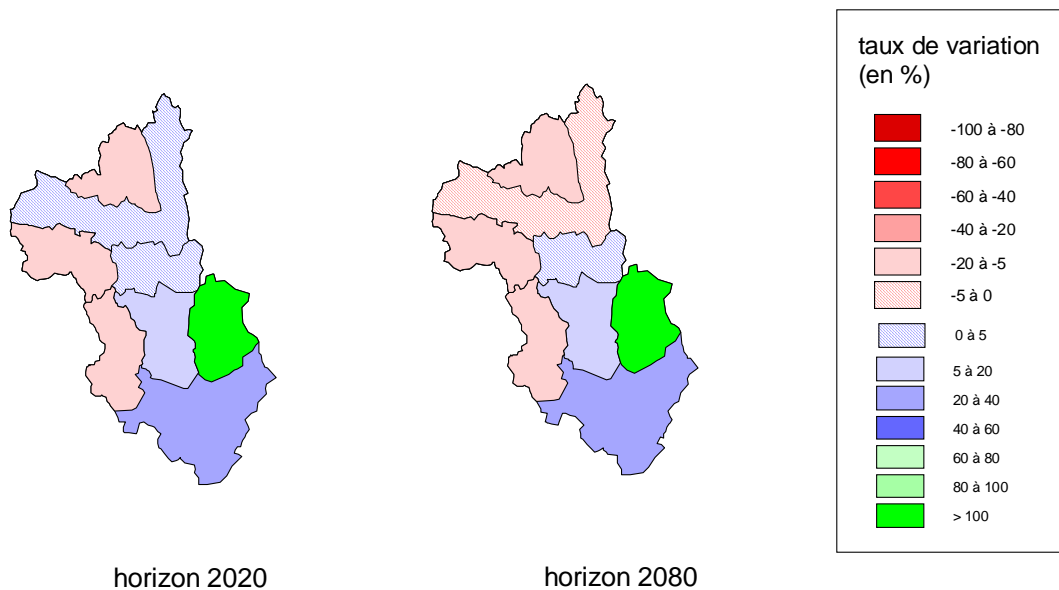 taux de variation
(en %)
-100 à -80
-80 à -60
-60 à -40
-40 à -20
-20 à -5
-5 à 0
0 à 5
5 à 20
20 à 40
40 à 60
60 à 80
80 à 100
> 100
horizon 2020
horizon 2080